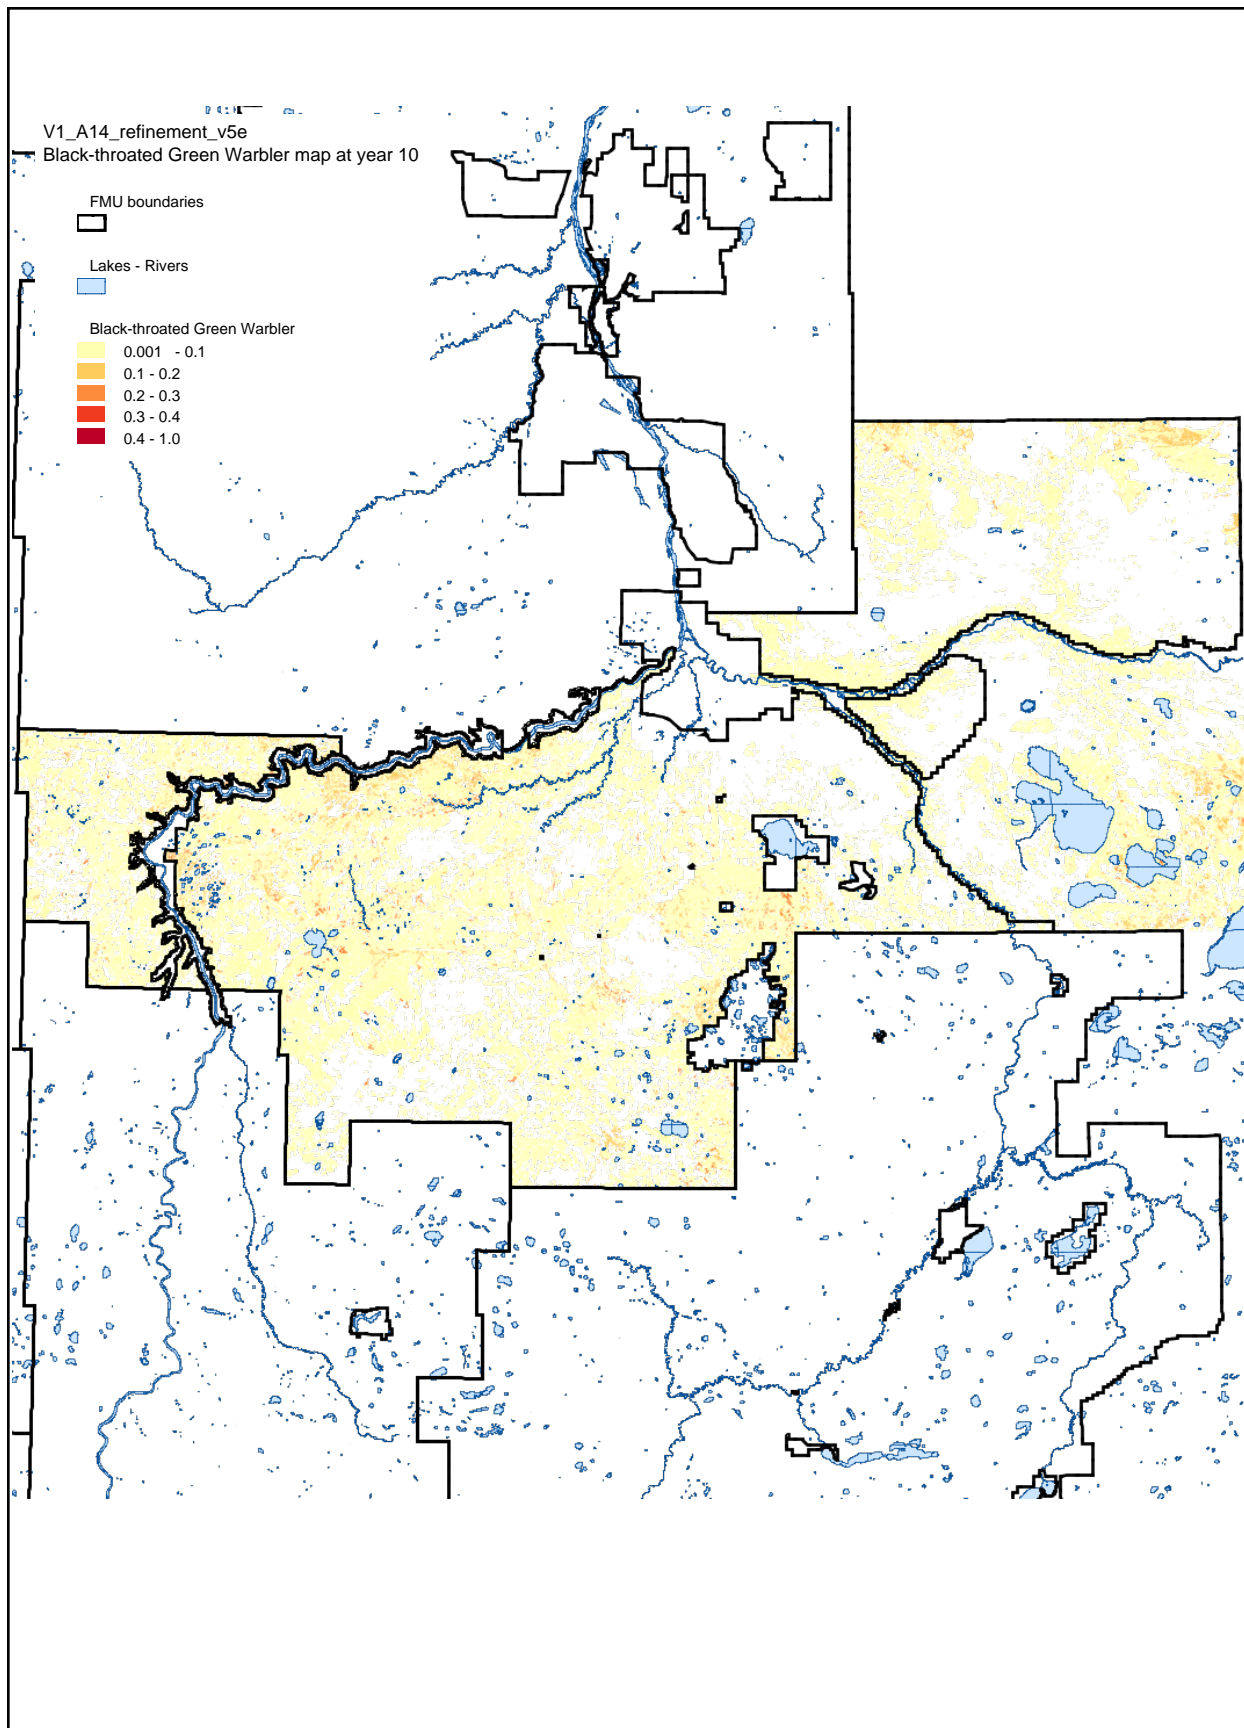 V1_A14_refinement_v5e
Black-throated Green Warbler map at year 10
FMU boundaries
Lakes - Rivers
Black-throated Green Warbler
0.001 - 0.1
0.1 - 0.2
0.2 - 0.3
0.3 - 0.4
0.4 - 1.0